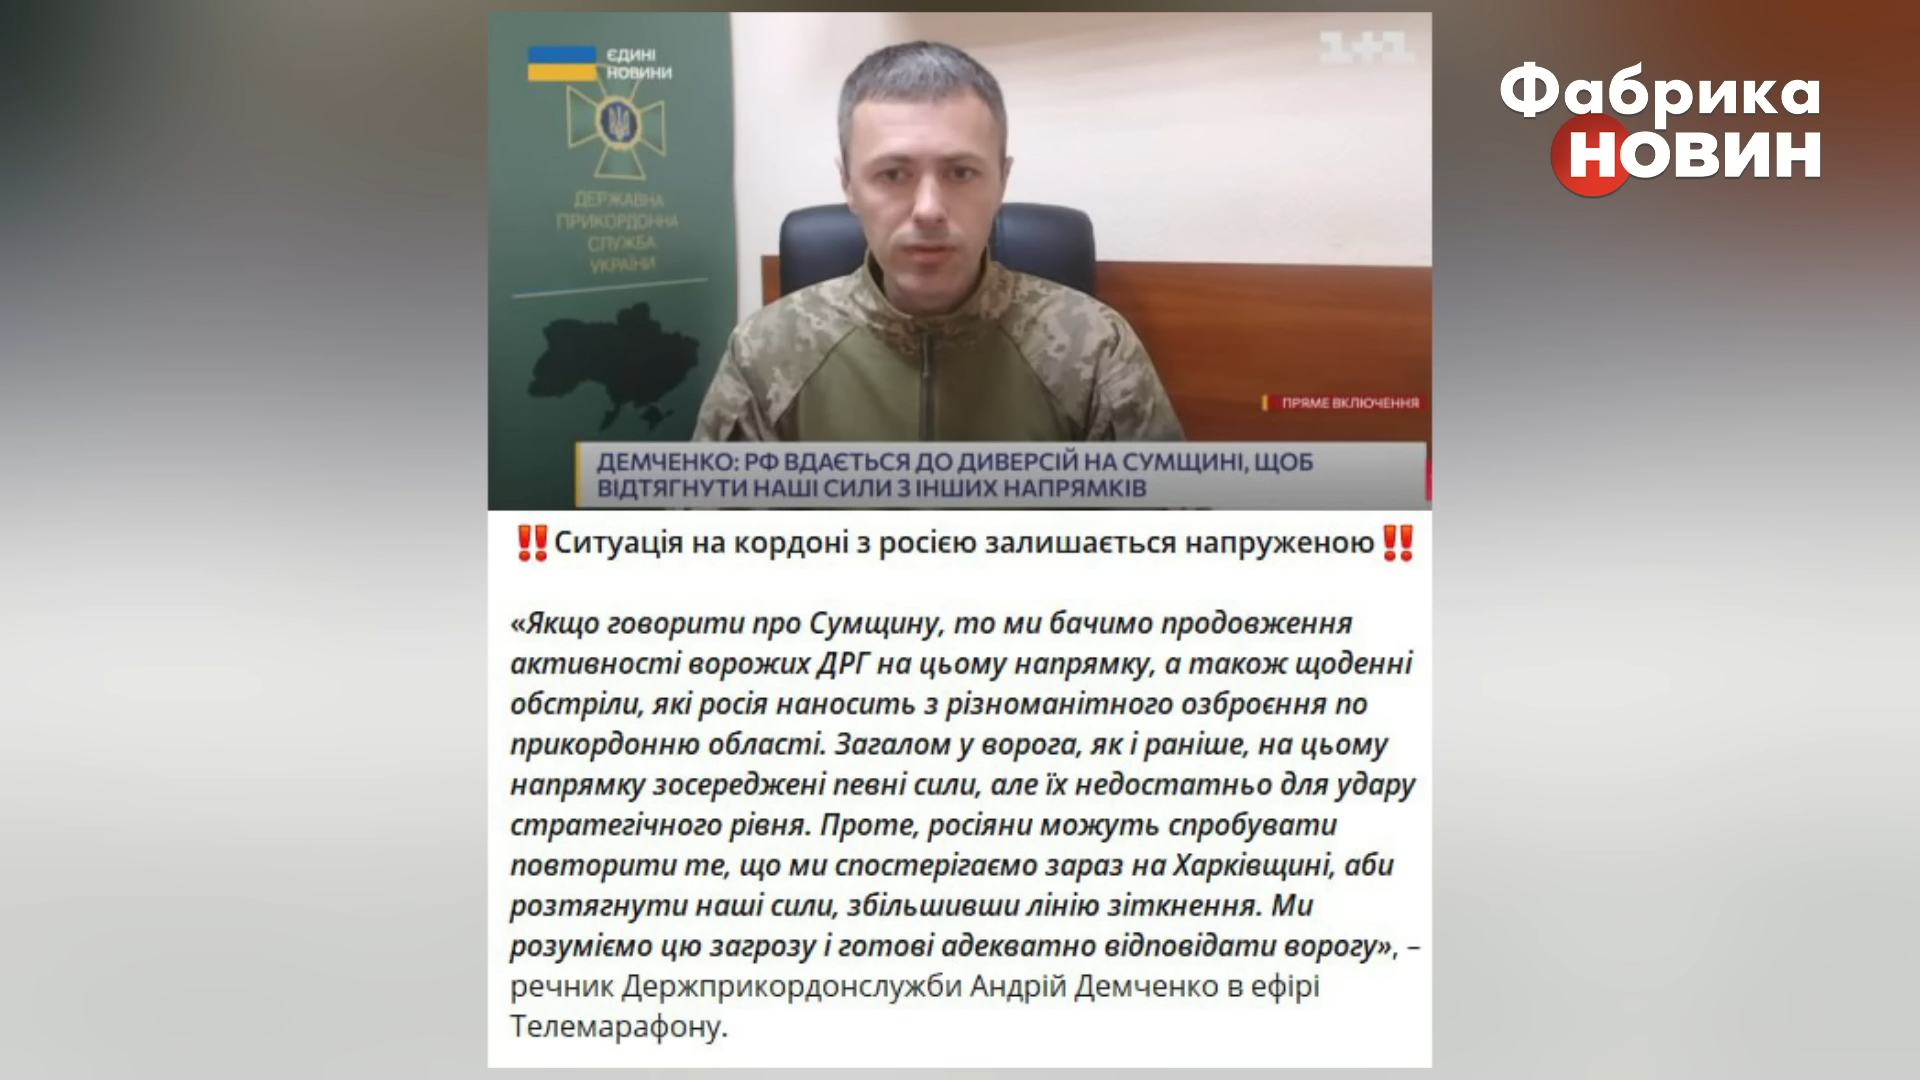 ЄДИНІ
НОВИНИ
1+1
Фабрика
НОВИН
ДЕРЖАВНА
ПРИКОРДОННА
СЛУЖБА
УКРАЇНИ
ПРЯМЕ ВКЛЮЧЕННЯ
ДЕМЧЕНКО: РФ ВДАЄТЬСЯ ДО ДИВЕРСІЙ НА СУМЩИНІ, ЩОБ
ВІДТЯГНУТИ НАШІ СИЛИ З ІНШИХ НАПРЯМКІВ
‼️Ситуація на кордоні з росією залишається напруженою‼️
«Якщо говорити про Сумщину, то ми бачимо продовження
активності ворожих ДРГ на цьому напрямку, а також щоденні
обстріли, які росія наносить з різноманітного озброєння по
прикордонню області. Загалом у ворога, як і раніше, на цьому
напрямку зосереджені певні сили, але їх недостатньо для удару
стратегічного рівня. Проте, росіяни можуть спробувати
повторити те, що ми спостерігаємо зараз на Харківщині, аби
розтягнути наші сили, збільшивши лінію зіткнення. Ми
розуміємо цю загрозу і готові адекватно відповідати ворогу», –
речник Держприкордонслужби Андрій Демченко в ефірі
Телемарафону.